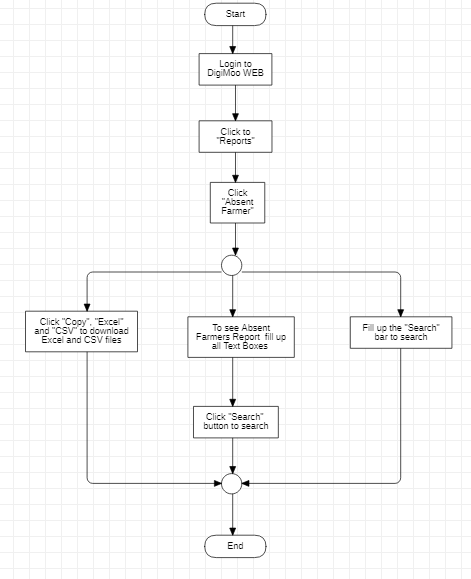 Start
Login to
DigiMoo WEB
Click to
"Reports"
Click
"Absent
Farmer"
Click "Copy", "Excel"
and "CSV" to download
Excel and CSV files
To see Absent
Farmers Report fill up
all Text Boxes
Fill up the "Search"
bar to search
Click "Search"
button to search
End